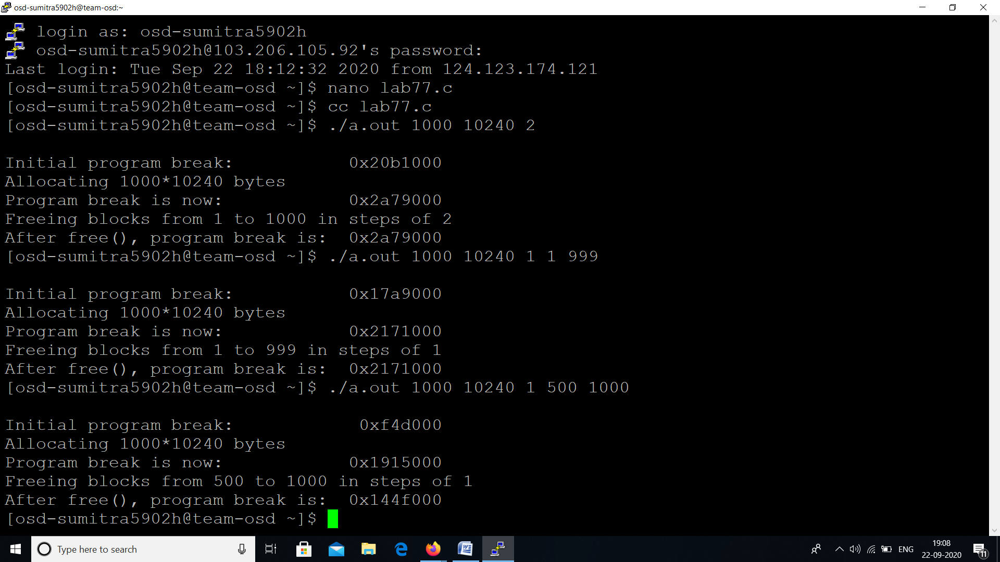 osd-sumitra5902h@team-osd:~
login as: osd-sumitra5902h
osd-sumitra5902h@103.206.105.92's password:
Last login: Tue Sep 22 18:12:32 2020 from 124.123.174.121
[osd-sumitra5902h@team-osd ~]$ nano lab77.c
[osd-sumitra5902h@team-osd ~]$ cc lab77.c
[osd-sumitra5902h@team-osd ~]$ ./a.out 1000 10240 2
Initial program break:           0x20b1000
Allocating 1000*10240 bytes
Program break is now:            0x2a79000
Freeing blocks from 1 to 1000 in steps of 2
After free(), program break is:  0x2a79000
[osd-sumitra5902h@team-osd ~]$ ./a.out 1000 10240 1 1 999
Initial program break:           0x17a9000
Allocating 1000*10240 bytes
Program break is now:            0x2171000
Freeing blocks from 1 to 999 in steps of 1
After free(), program break is:  0x2171000
[osd-sumitra5902h@team-osd ~]$ ./a.out 1000 10240 1 500 1000
Initial program break:            0xf4d000
Allocating 1000*10240 bytes
Program break is now:            0x1915000
Freeing blocks from 500 to 1000 in steps of 1
After free(), program break is:  0x144f000
[osd-sumitra5902h@team-osd ~]$
Type here to search
ENG
19:08
22-09-2020
11